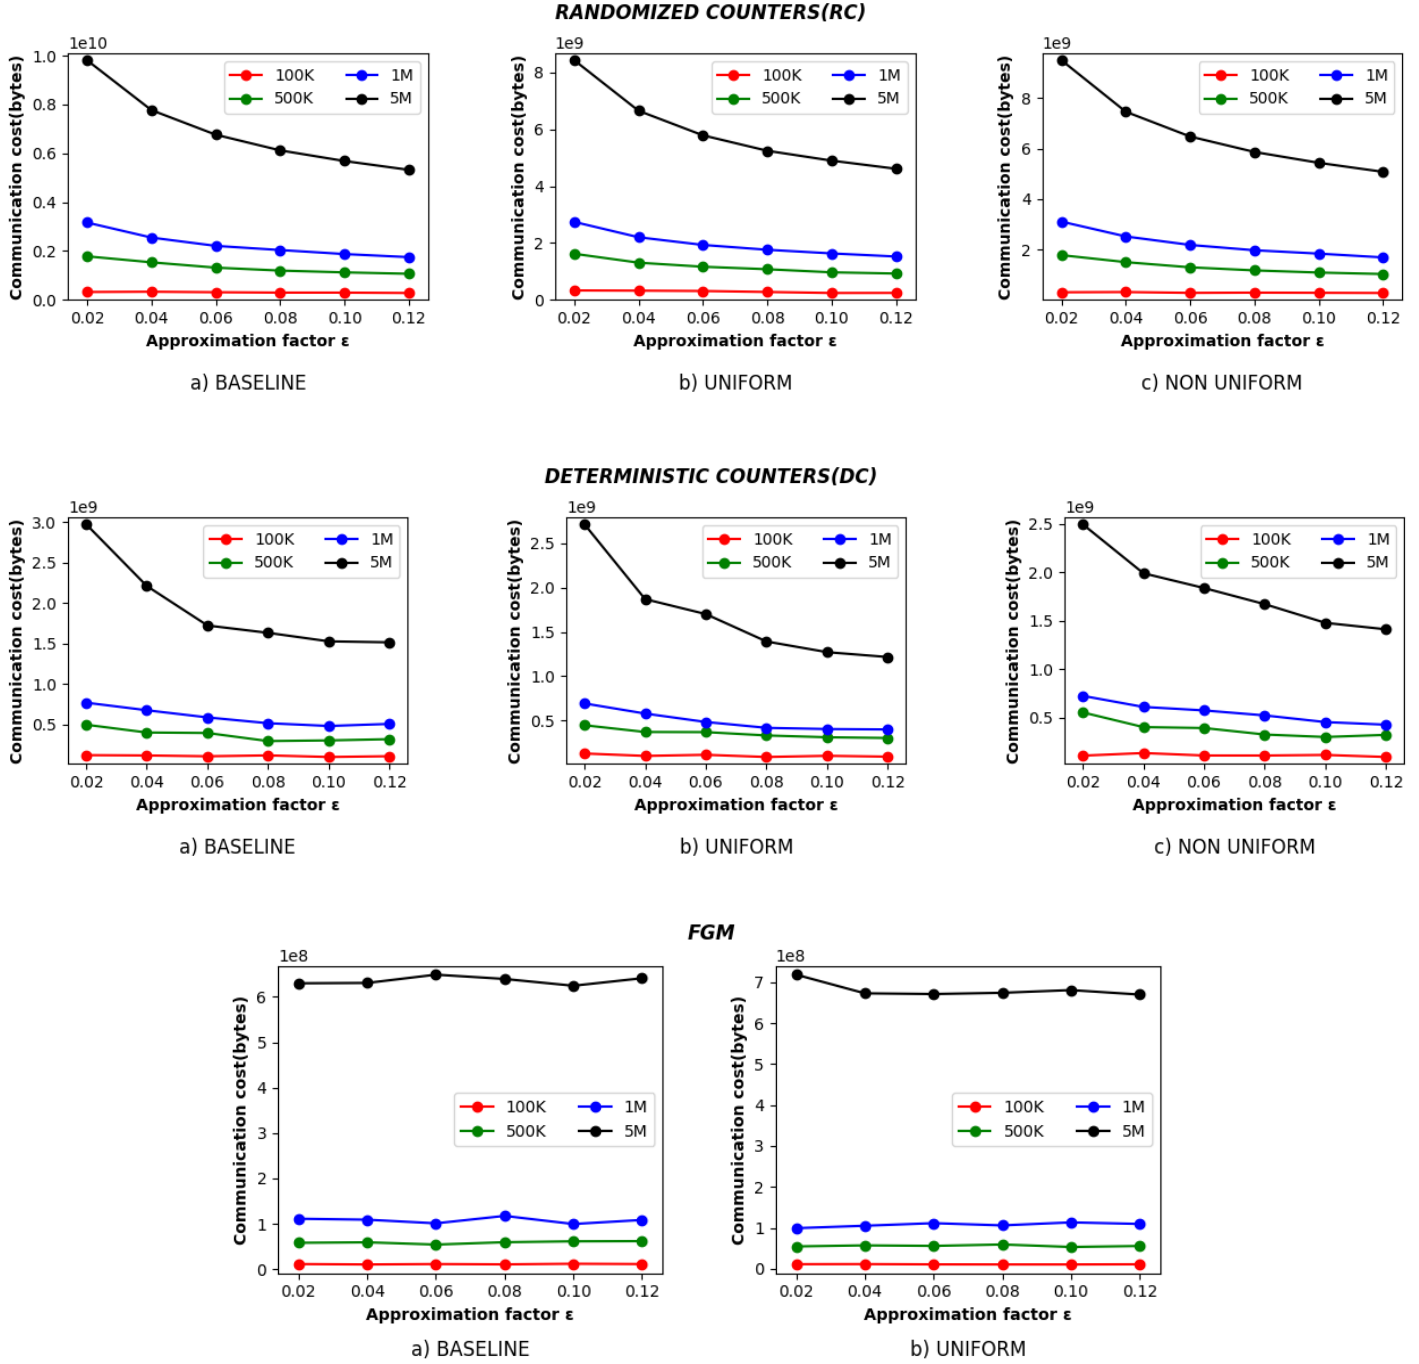 RANDOMIZED COUNTERS(RC)
1e10
Communication cost(bytes)
1.0
0.8
0.6
0.4
0.2
0.0
100K 1M
500K 5M
0.02 0.04 0.06 0.08 0.10 0.12
Approximation factor ε
a) BASELINE
1e9
Communication cost(bytes)
8
6
4
2
0
100K 1M
500K 5M
0.02 0.04 0.06 0.08 0.10 0.12
Approximation factor ε
b) UNIFORM
1e9
Communication cost(bytes)
8
6
4
2
100K 1M
500K 5M
0.02 0.04 0.06 0.08 0.10 0.12
Approximation factor ε
c) NON UNIFORM
DETERMINISTIC COUNTERS(DC)
1e9
Communication cost(bytes)
3.0
2.5
2.0
1.5
1.0
0.5
100K 1M
500K 5M
0.02 0.04 0.06 0.08 0.10 0.12
Approximation factor ε
a) BASELINE
1e9
Communication cost(bytes)
2.5
2.0
1.5
1.0
0.5
100K 1M
500K 5M
0.02 0.04 0.06 0.08 0.10 0.12
Approximation factor ε
b) UNIFORM
1e9
Communication cost(bytes)
2.5
2.0
1.5
1.0
0.5
100K 1M
500K 5M
0.02 0.04 0.06 0.08 0.10 0.12
Approximation factor ε
c) NON UNIFORM
FGM
1e8
Communication cost(bytes)
6
5
4
3
2
1
0
100K 1M
500K 5M
0.02 0.04 0.06 0.08 0.10 0.12
Approximation factor ε
a) BASELINE
1e8
Communication cost(bytes)
7
6
5
4
3
2
1
0
100K 1M
500K 5M
0.02 0.04 0.06 0.08 0.10 0.12
Approximation factor ε
b) UNIFORM